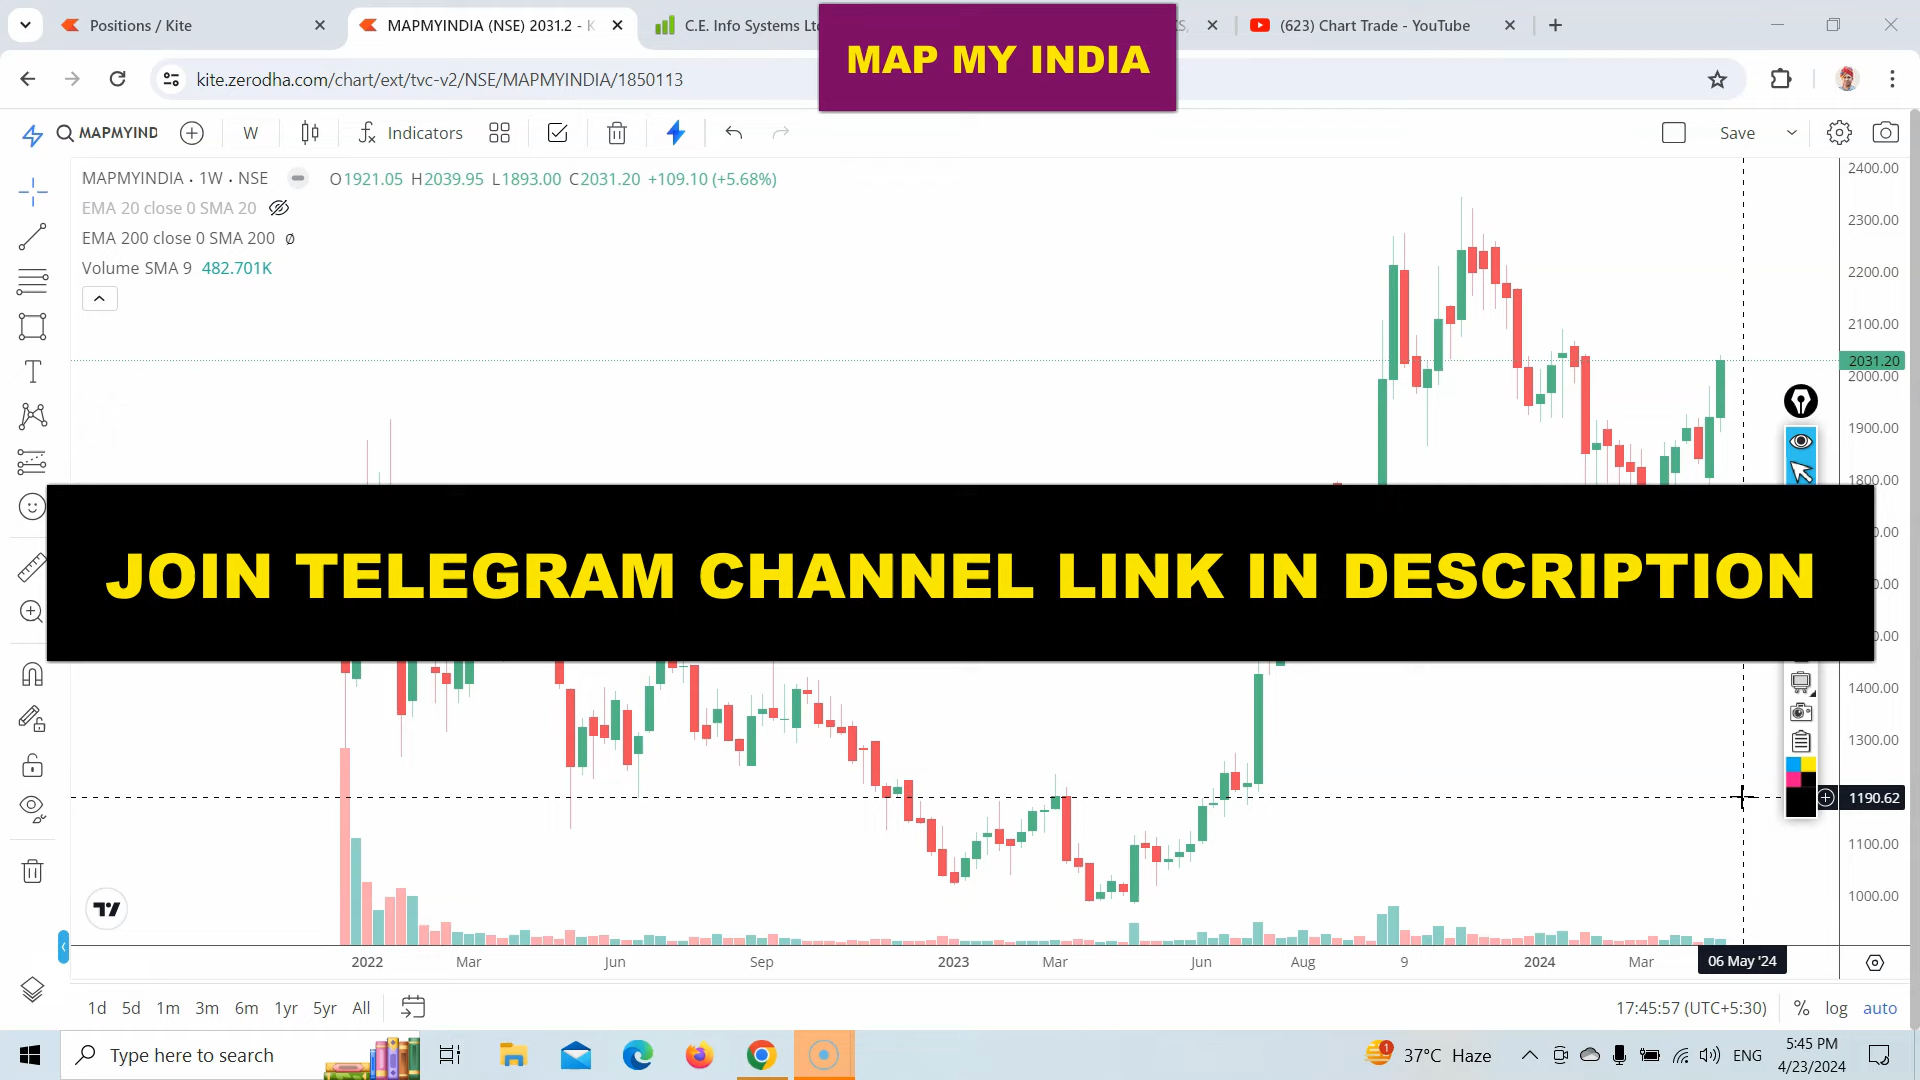 Positions / Kite
MAPMYINDIA (NSE) 2031.2 - K
C.E. Info Systems Lt
(623) Chart Trade - YouTube
MAP MY INDIA
kite.zerodha.com/chart/ext/tvc-v2/NSE/MAPMYINDIA/1850113
MAPMYIND
W
Indicators
Save
MAPMYINDIA · 1W · NSE
O1921.05 H2039.95 L1893.00 C2031.20 +109.10 (+5.68%)
EMA 20 close 0 SMA 20
EMA 200 close 0 SMA 200 ∅
Volume SMA 9 482.701K
2400.00
2300.00
2200.00
2100.00
2031.20
2000.00
1900.00
1800.00
JOIN TELEGRAM CHANNEL LINK IN DESCRIPTION
1400.00
1300.00
1190.62
1100.00
1000.00
2022 Mar Jun Sep 2023 Mar Jun Aug 9 2024 Mar 06 May '24
1d 5d 1m 3m 6m 1yr 5yr All
17:45:57 (UTC+5:30) % log auto
Type here to search
1
37°C Haze
ENG
5:45 PM
4/23/2024